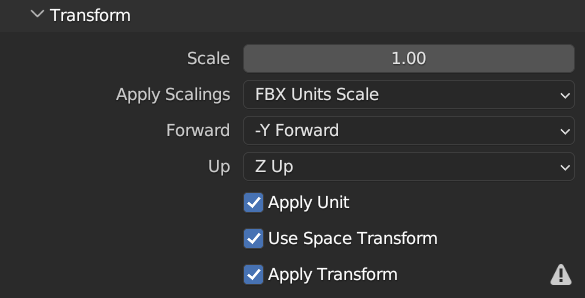 Transform
Scale 1.00
Apply Scalings FBX Units Scale
Forward -Y Forward
Up Z Up
Apply Unit
Use Space Transform
Apply Transform